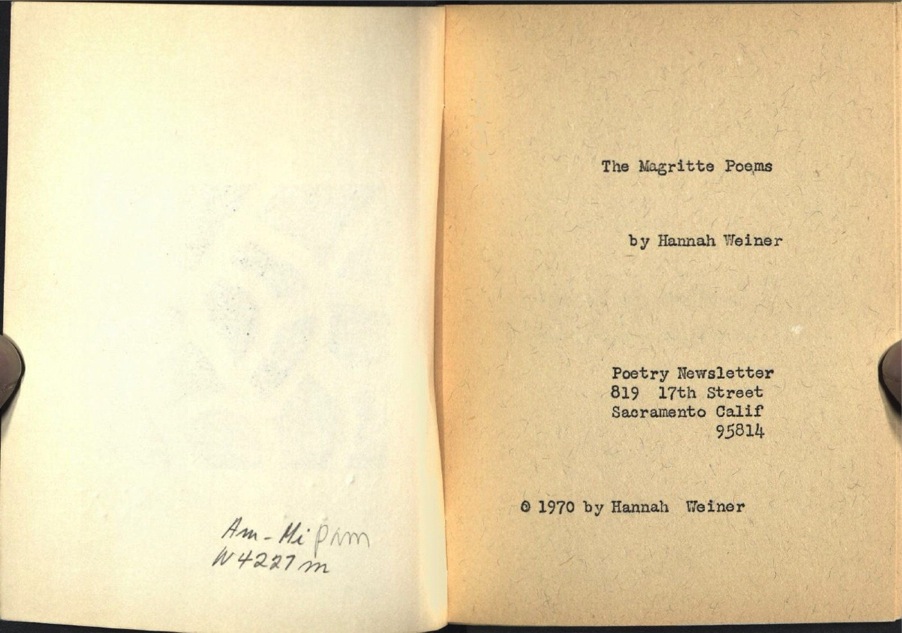 Am-Mi pam
W4227m
The Magritte Poems
by Hannah Weiner
Poetry Newsletter
819 17th Street
Sacramento Calif
95814
© 1970 by Hannah Weiner